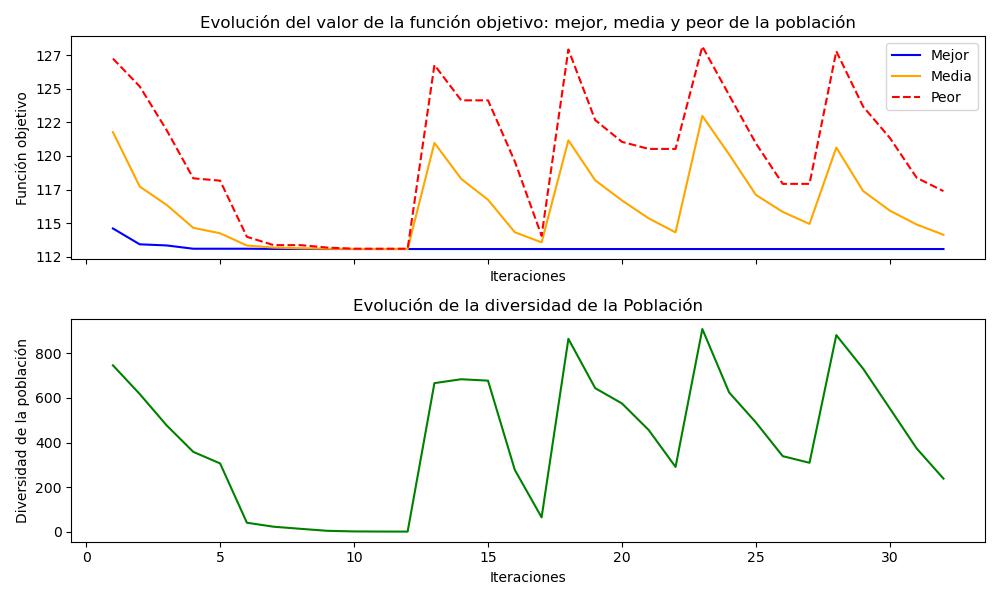 Evolución del valor de la función objetivo: mejor, media y peor de la población
127
125
122
120
117
115
112
Función objetivo
Mejor
Media
Peor
Iteraciones
Evolución de la diversidad de la Población
800
600
400
200
0
Diversidad de la población
0 5 10 15 20 25 30
Iteraciones